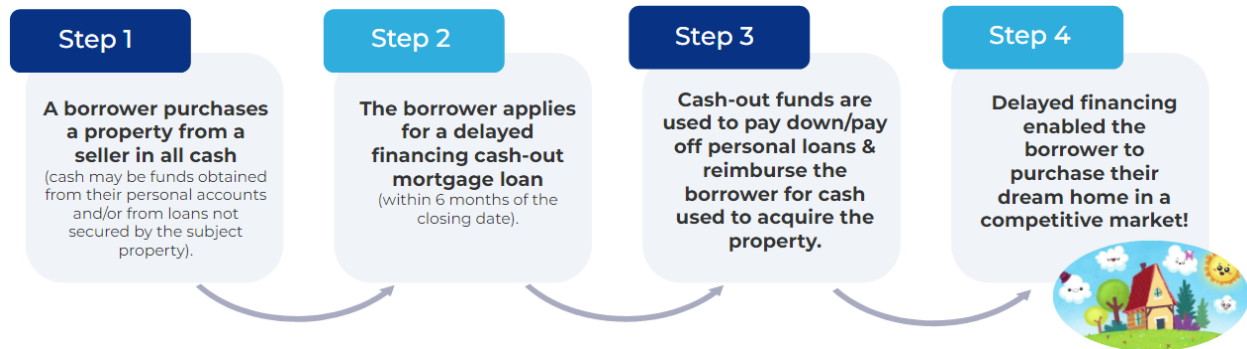 Step 1
A borrower purchases
a property from a
seller in all cash
(cash may be funds obtained
from their personal accounts
and/or from loans not
secured by the subject
property).
Step 2
The borrower applies
for a delayed
financing cash-out
mortgage loan
(within 6 months of the
closing date).
Step 3
Cash-out funds are
used to pay down/pay
off personal loans &
reimburse the
borrower for cash
used to acquire the
property.
Step 4
Delayed financing
enabled the
borrower to
purchase their
dream home in a
competitive market!